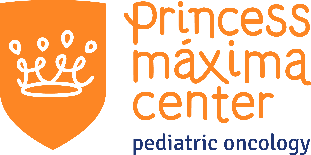 princess
máxima
center
pediatric oncology